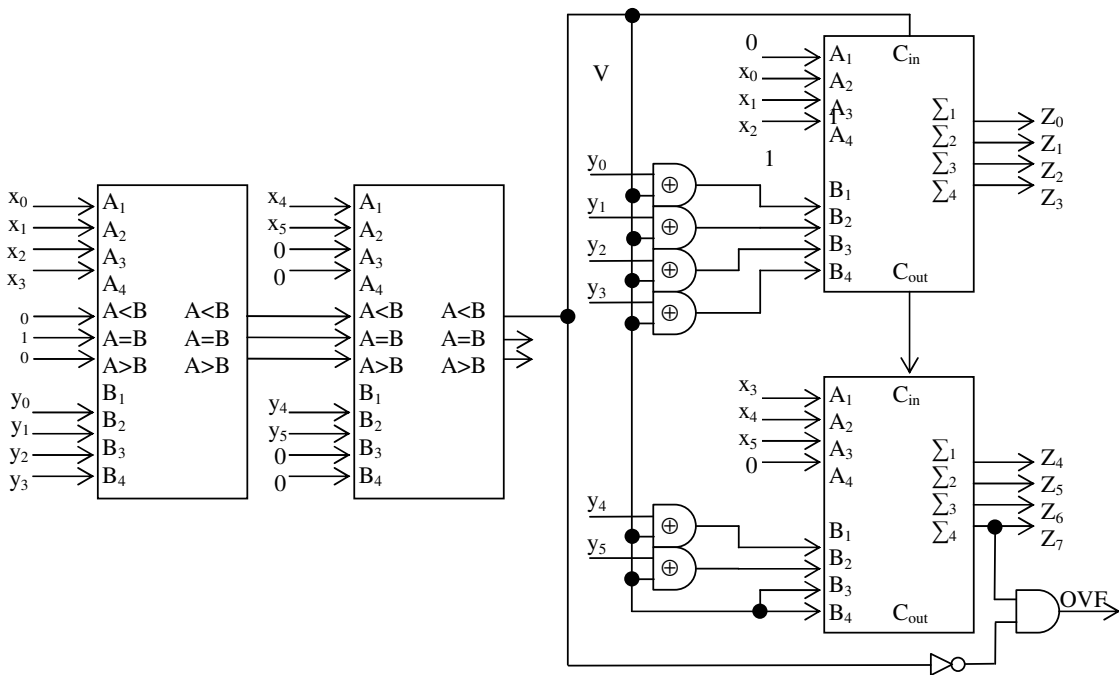 x₀ A₁
x₁ A₂
x₂ A₃
x₃ A₄
0 A<B A<B
1 A=B A=B
0 A>B A>B
B₁
y₀ B₂
y₁ B₃
y₂ B₄
y₃
x₄ A₁
x₅ A₂
0 A₃
0 A₄
A<B A<B
A=B A=B
A>B A>B
B₁
y₄ B₂
y₅ B₃
0 B₄
0
V
0 A₁ Cin
x₀ A₂
x₁ A₃
x₂ 1 A₄
1
∑₁ Z₀
∑₂ Z₁
∑₃ Z₂
∑₄ Z₃
y₀ ⊕ B₁
y₁ ⊕ B₂
y₂ ⊕ B₃
y₃ ⊕ B₄
Cout
x₃ A₁ Cin
x₄ A₂
x₅ A₃
0 A₄
∑₁ Z₄
∑₂ Z₅
∑₃ Z₆
∑₄ Z₇
y₄ ⊕ B₁
y₅ ⊕ B₂
B₃
B₄ Cout
OVF